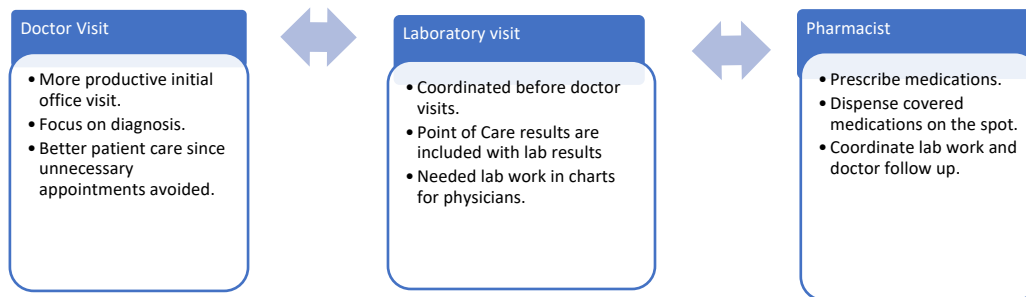 Doctor Visit
• More productive initial
office visit.
• Focus on diagnosis.
• Better patient care since
unnecessary
appointments avoided.
Laboratory visit
• Coordinated before doctor
visits.
• Point of Care results are
included with lab results
• Needed lab work in charts
for physicians.
Pharmacist
• Prescribe medications.
• Dispense covered
medications on the spot.
• Coordinate lab work and
doctor follow up.